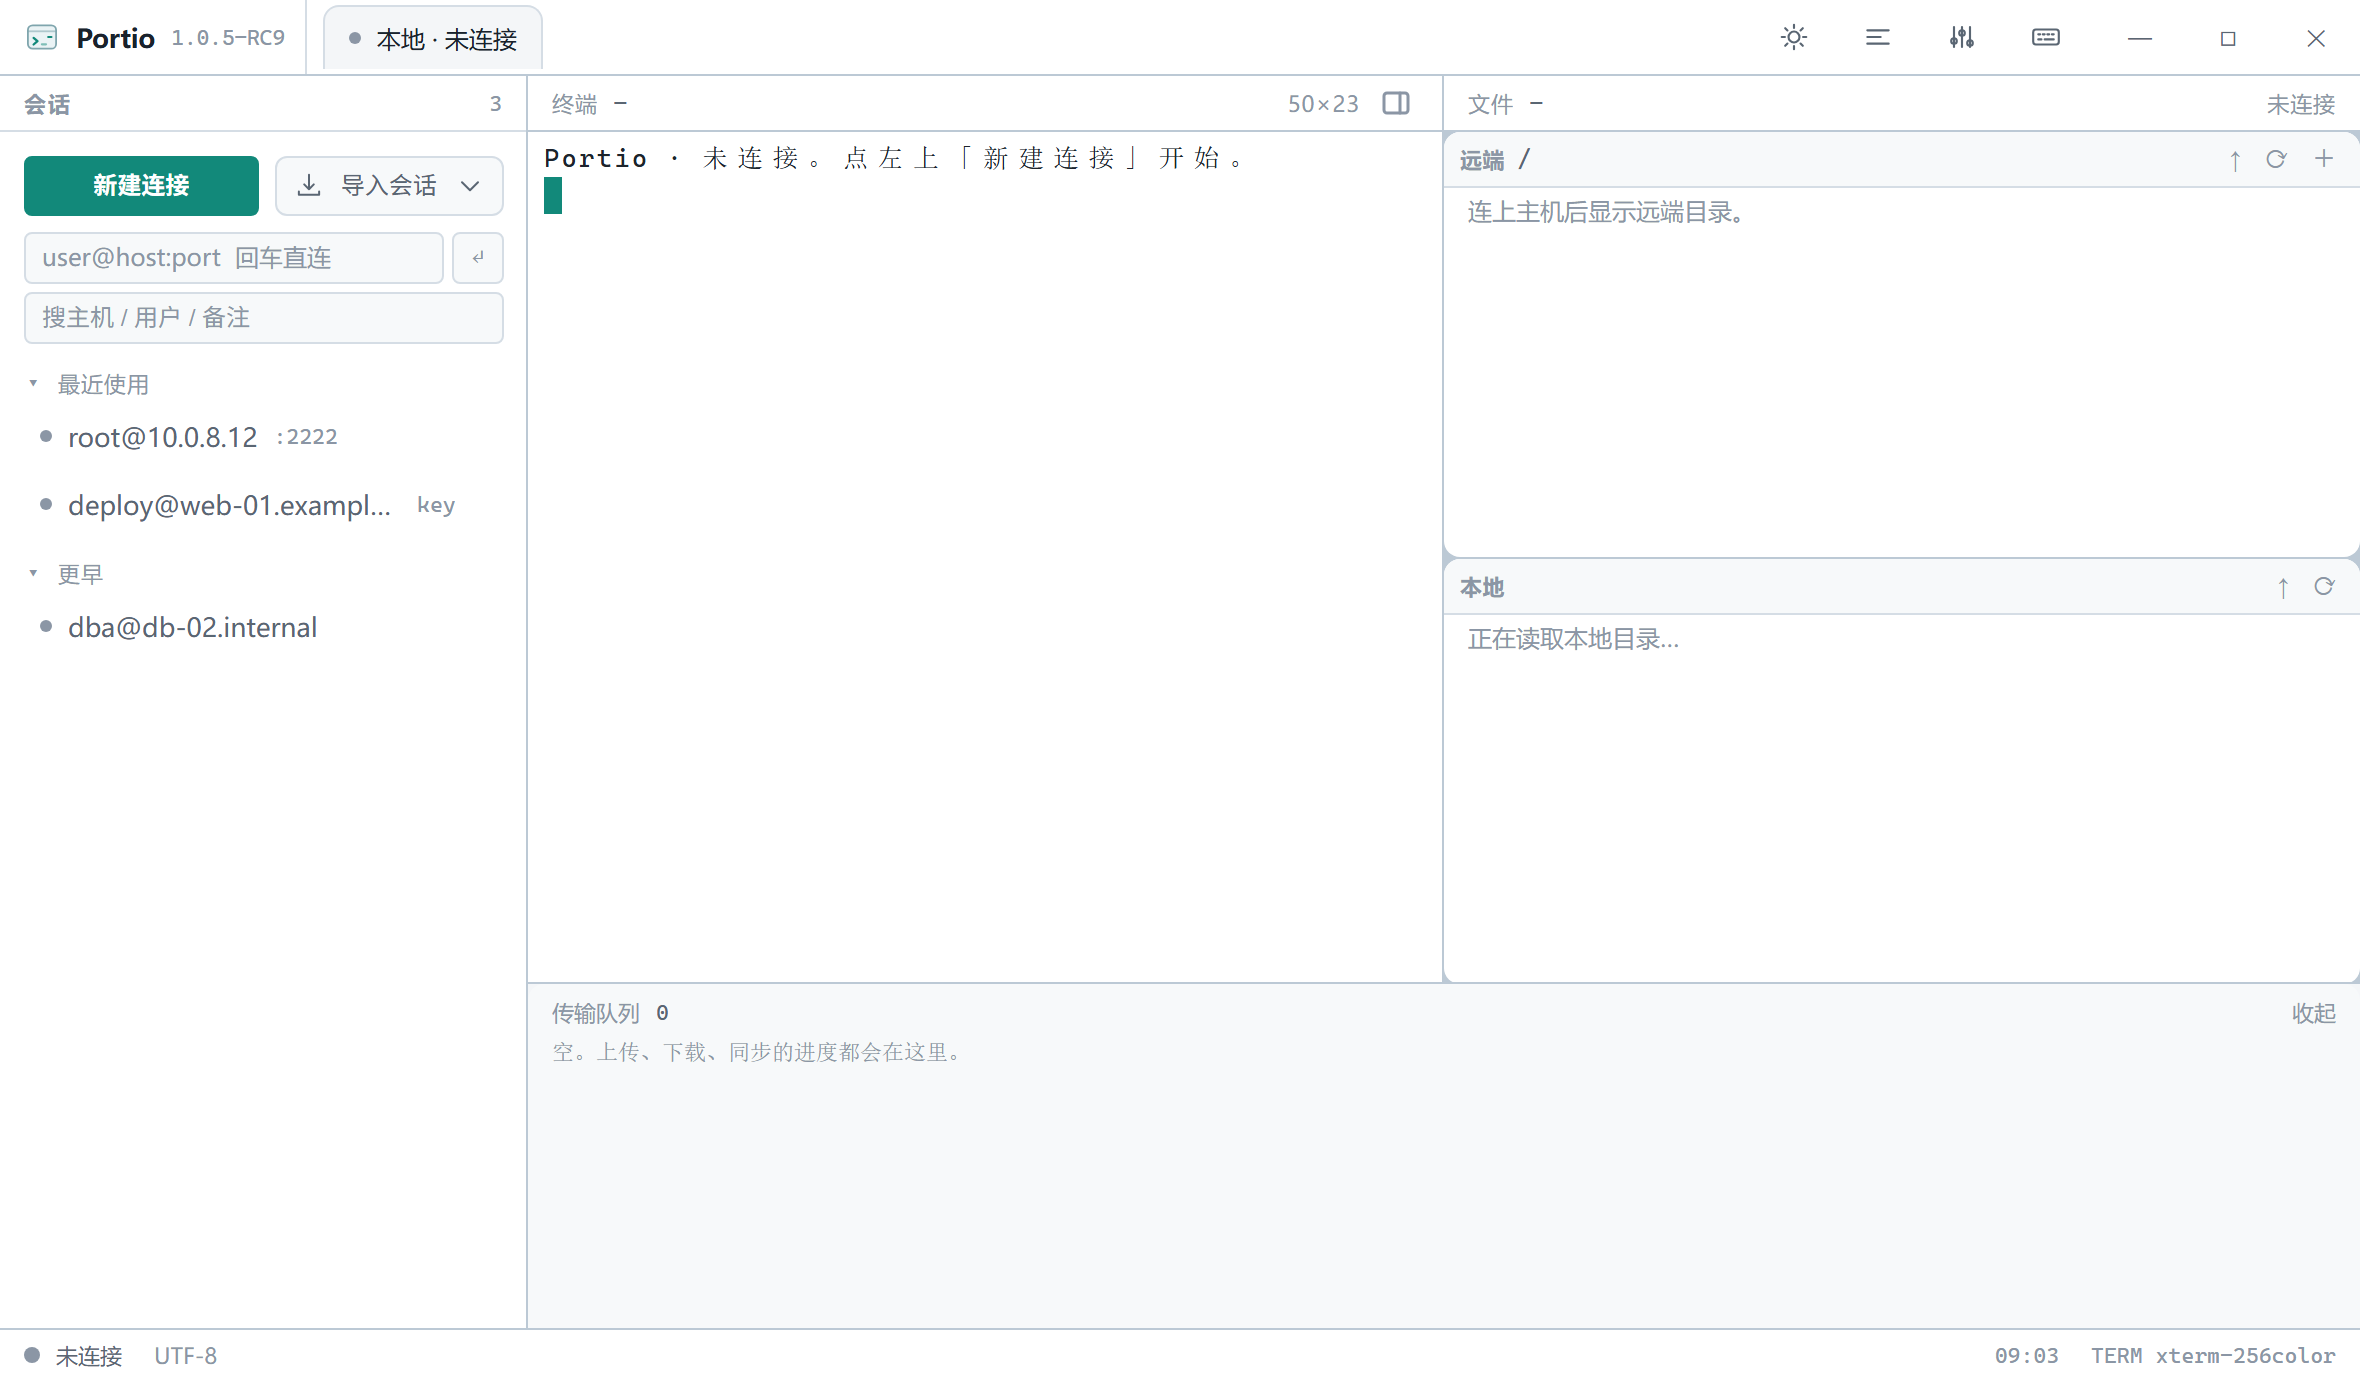 Portio 1.0.5-RC9
本地 · 未连接
会话 3
新建连接
导入会话
user@host:port 回车直连
搜主机 / 用户 / 备注
最近使用
root@10.0.8.12 :2222
deploy@web-01.exampl... key
更早
dba@db-02.internal
终端 –
50×23
Portio · 未连接。点左上「新建连接」开始。
文件 –
未连接
远端 /
连上主机后显示远端目录。
本地
正在读取本地目录...
传输队列 0
收起
空。上传、下载、同步的进度都会在这里。
未连接 UTF-8
09:03 TERM xterm-256color